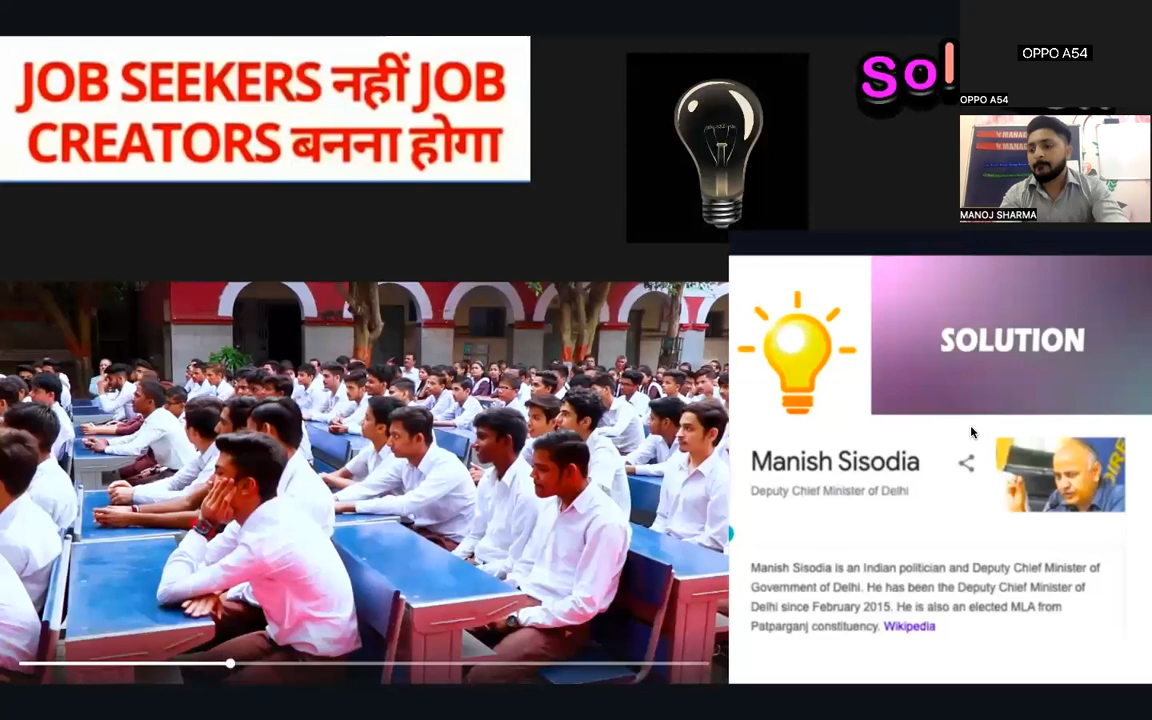 JOB SEEKERS नहीं JOB
CREATORS बनना होगा
Sol
OPPO A54
OPPO A54
MANOJ SHARMA
SOLUTION
Manish Sisodia
Deputy Chief Minister of Delhi
Manish Sisodia is an Indian politician and Deputy Chief Minister of
Government of Delhi. He has been the Deputy Chief Minister of
Delhi since February 2015. He is also an elected MLA from
Patparganj constituency. Wikipedia